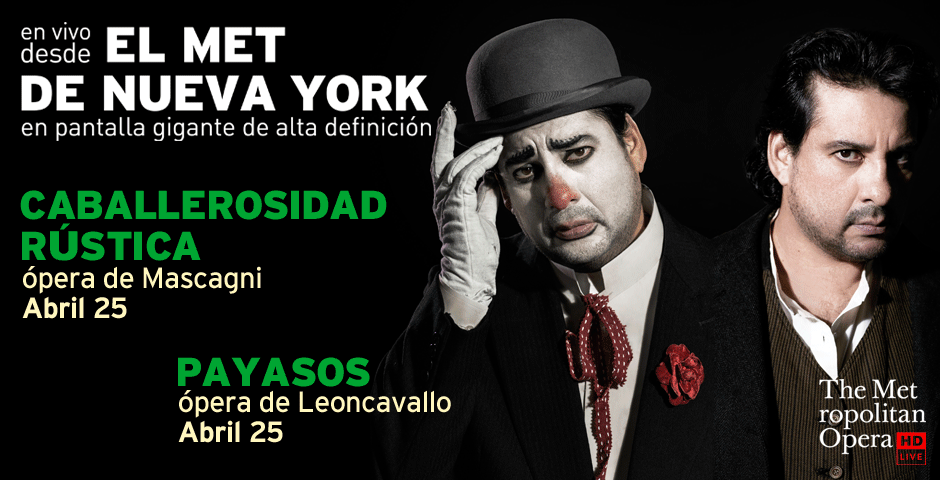 en vivo
desde EL MET
DE NUEVA YORK
en pantalla gigante de alta definición
CABALLEROSIDAD
RÚSTICA
ópera de Mascagni
Abril 25
PAYASOS
ópera de Leoncavallo
Abril 25
The Met
ropolitan
Opera HD
LIVE